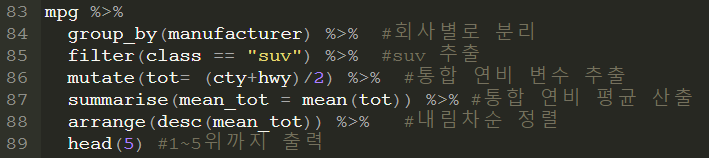 83 mpg %>%
84   group_by(manufacturer) %>%  #회사별로 분리
85   filter(class == "suv") %>%  #suv 추출
86   mutate(tot= (cty+hwy)/2) %>%  #통합 연비 변수 추출
87   summarise(mean_tot = mean(tot)) %>% #통합 연비 평균 산출
88   arrange(desc(mean_tot)) %>%   #내림차순 정렬
89   head(5) #1~5위까지 출력